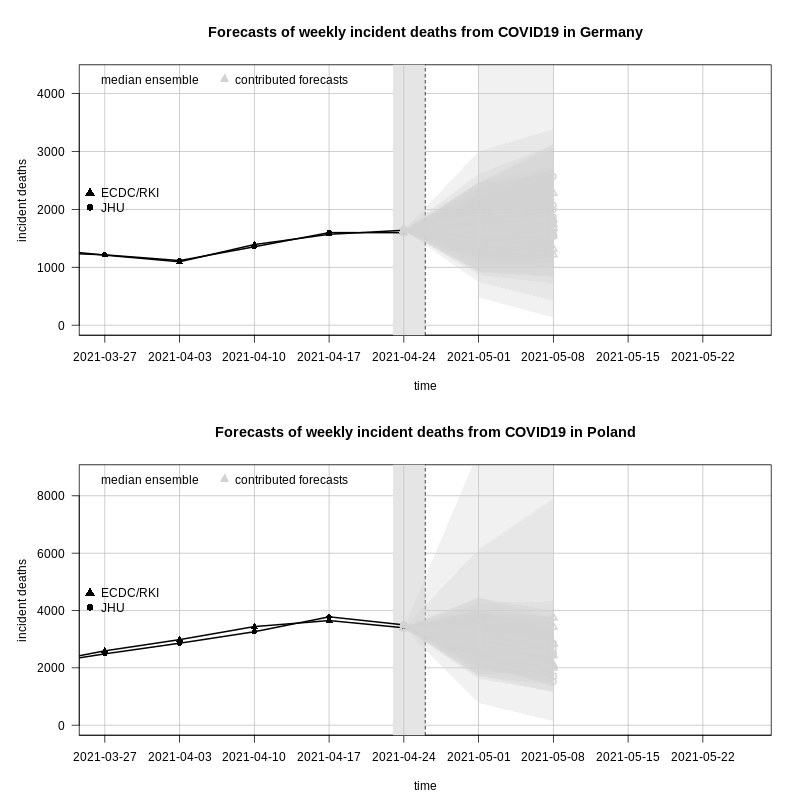 Forecasts of weekly incident deaths from COVID19 in Germany
median ensemble contributed forecasts
4000
3000
2000
1000
0
incident deaths
ECDC/RKI
JHU
2021-03-27 2021-04-03 2021-04-10 2021-04-17 2021-04-24 2021-05-01 2021-05-08 2021-05-15 2021-05-22
time
Forecasts of weekly incident deaths from COVID19 in Poland
median ensemble contributed forecasts
8000
6000
4000
2000
0
incident deaths
ECDC/RKI
JHU
2021-03-27 2021-04-03 2021-04-10 2021-04-17 2021-04-24 2021-05-01 2021-05-08 2021-05-15 2021-05-22
time